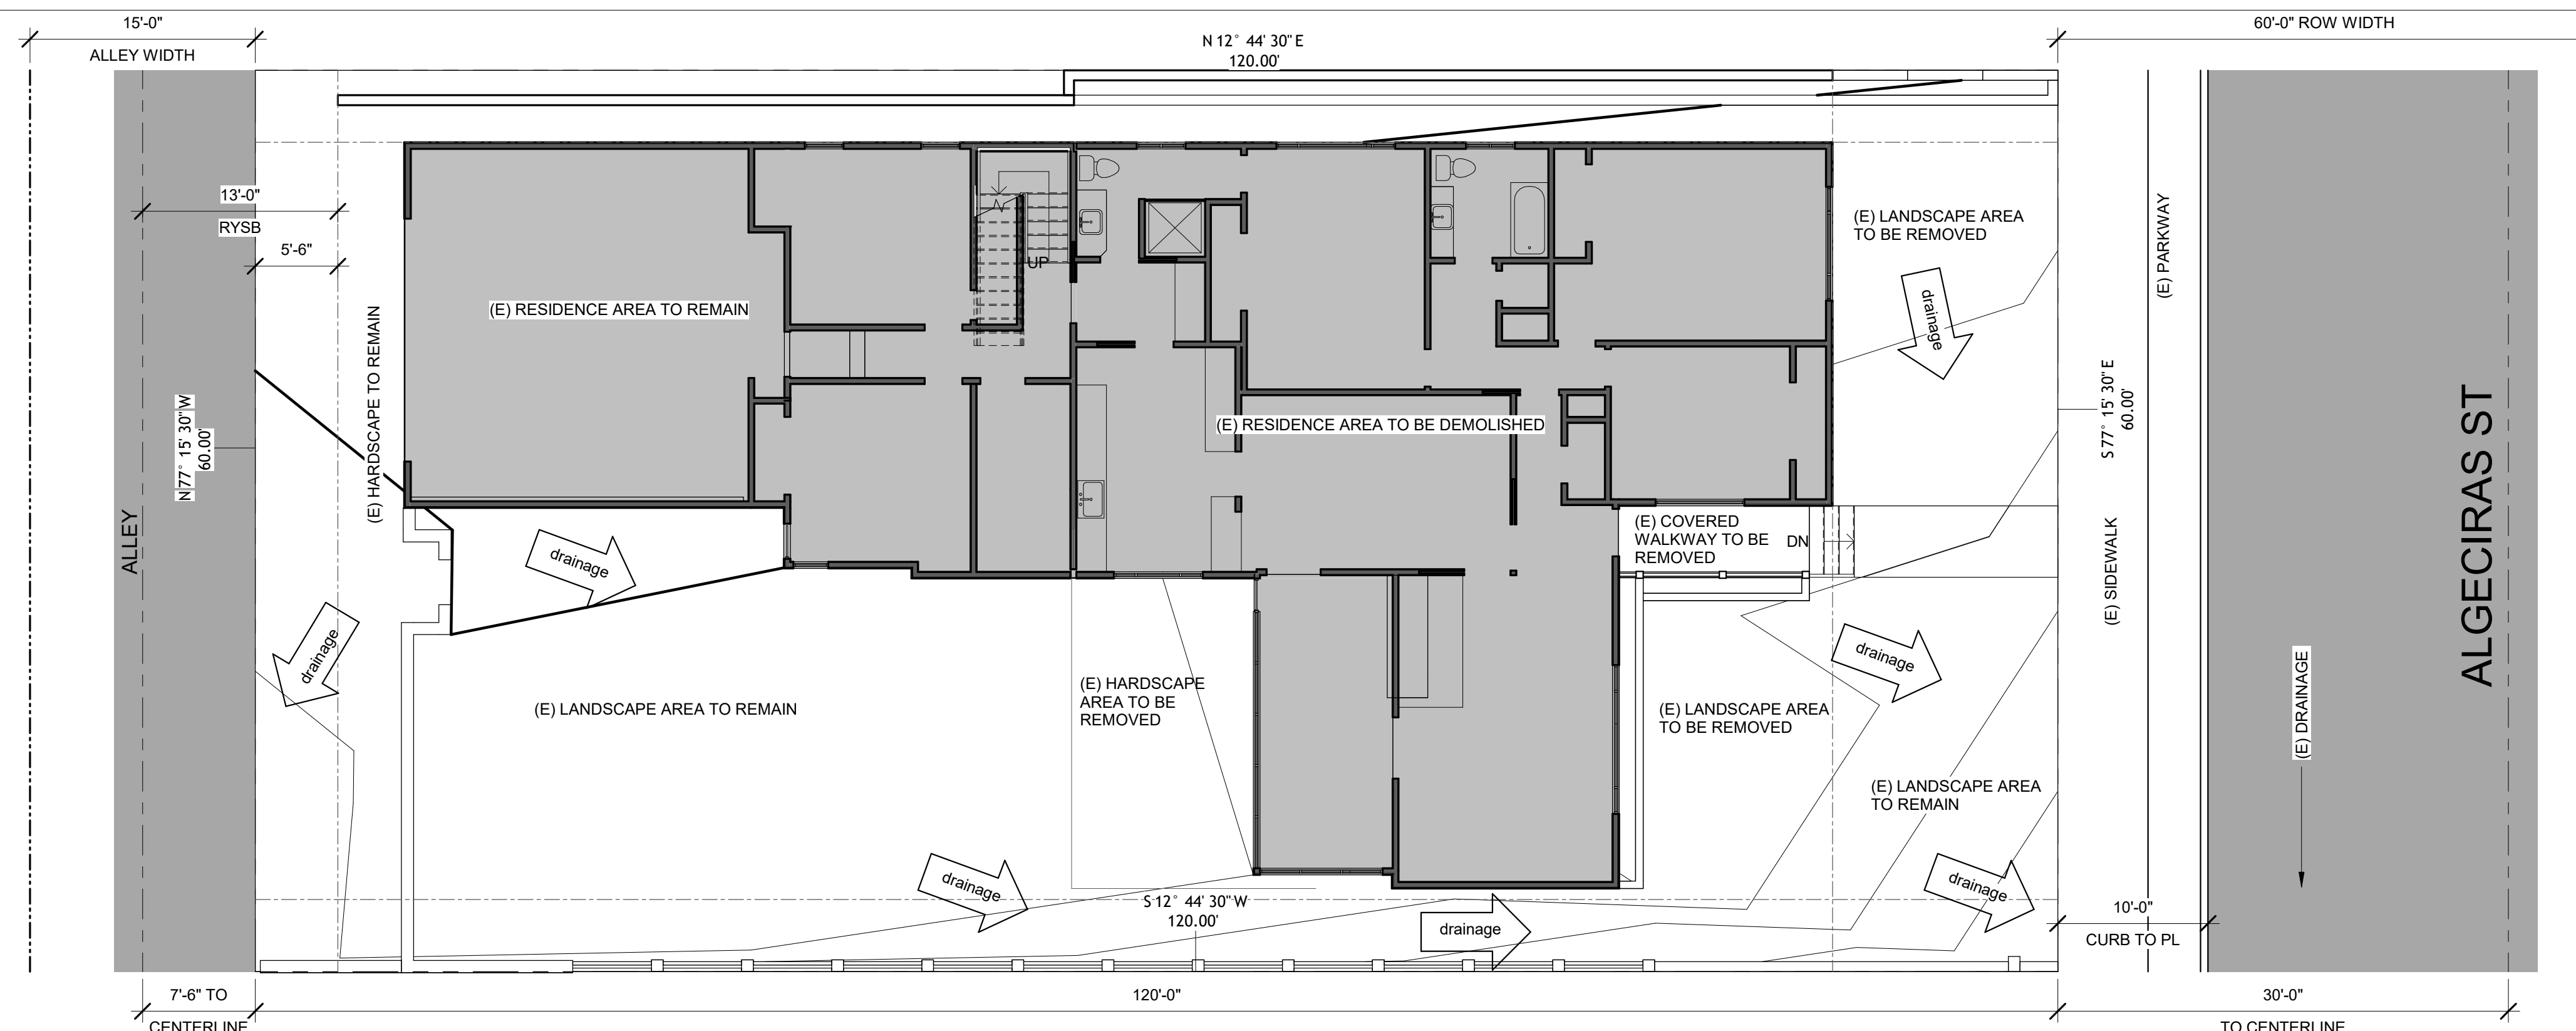 15'-0"
ALLEY WIDTH
N 12° 44' 30" E
120.00'
60'-0" ROW WIDTH
13'-0"
RYSB
5'-6"
(E) LANDSCAPE AREA
TO BE REMOVED
(E) PARKWAY
UP
drainage
(E) RESIDENCE AREA TO REMAIN
(E) HARDSCAPE TO REMAIN
N 77° 15' 30" W
60.00'
(E) RESIDENCE AREA TO BE DEMOLISHED
S 77° 15' 30" E
60.00'
ALGECIRAS ST
ALLEY
drainage
(E) COVERED
WALKWAY TO BE
REMOVED
DN
(E) SIDEWALK
drainage
drainage
(E) LANDSCAPE AREA TO REMAIN
(E) HARDSCAPE
AREA TO BE
REMOVED
(E) LANDSCAPE AREA
TO BE REMOVED
(E) DRAINAGE
(E) LANDSCAPE AREA
TO REMAIN
drainage
drainage
S 12° 44' 30" W
120.00'
drainage
10'-0"
CURB TO PL
7'-6" TO
CENTERLINE
120'-0"
30'-0"
TO CENTERLINE